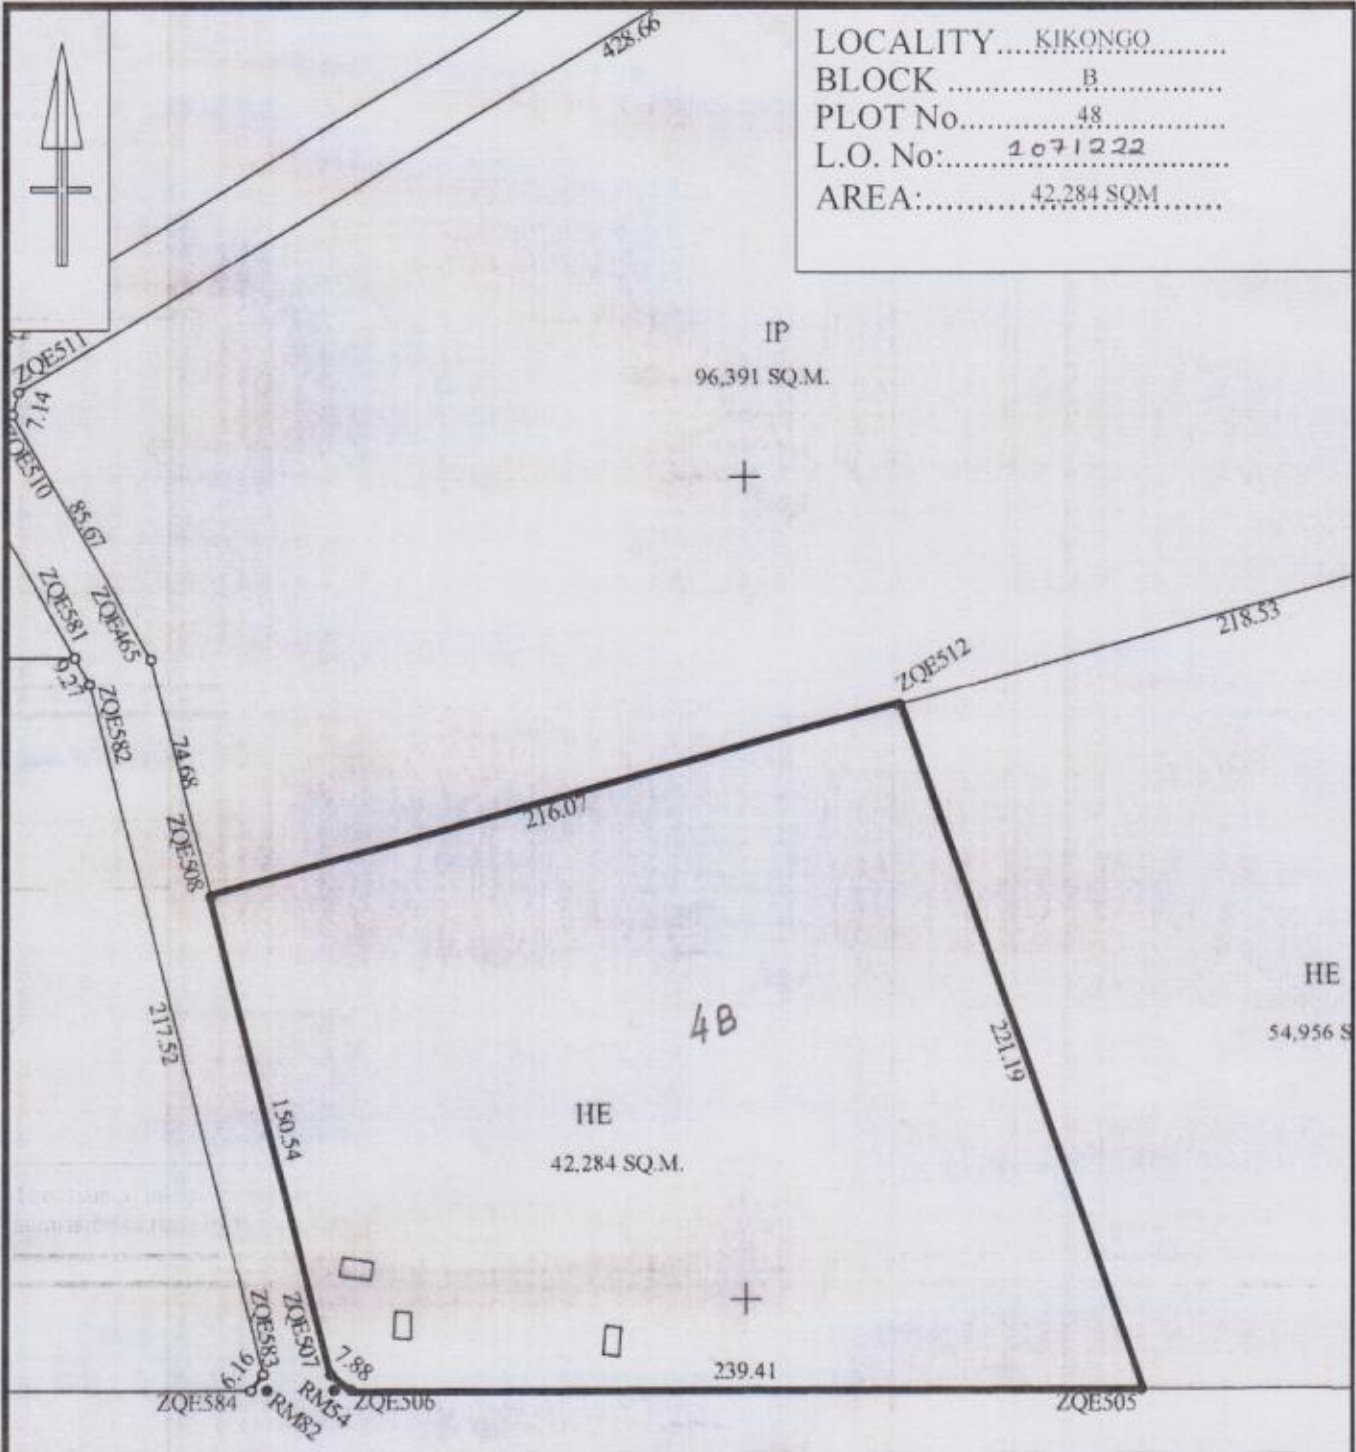 LOCALITY....KIKONGO..........
BLOCK ..............B..............
PLOT No................48................
L.O. No:......1071222.........
AREA:............42,284 SQM.......
428.66
IP
96,391 SQ.M.
ZQE511
7.14
ZQE510
85.67
ZQE581
ZQE465
9.27
ZQE582
74.68
ZQE508
218.53
ZQE512
216.07
217.52
48
HE
54,956 S
221.19
150.54
HE
42,284 SQ.M.
ZQE583
ZQE507
6.16
7.88
239.41
ZQE584
RM82
RM54
ZQE506
ZQE505